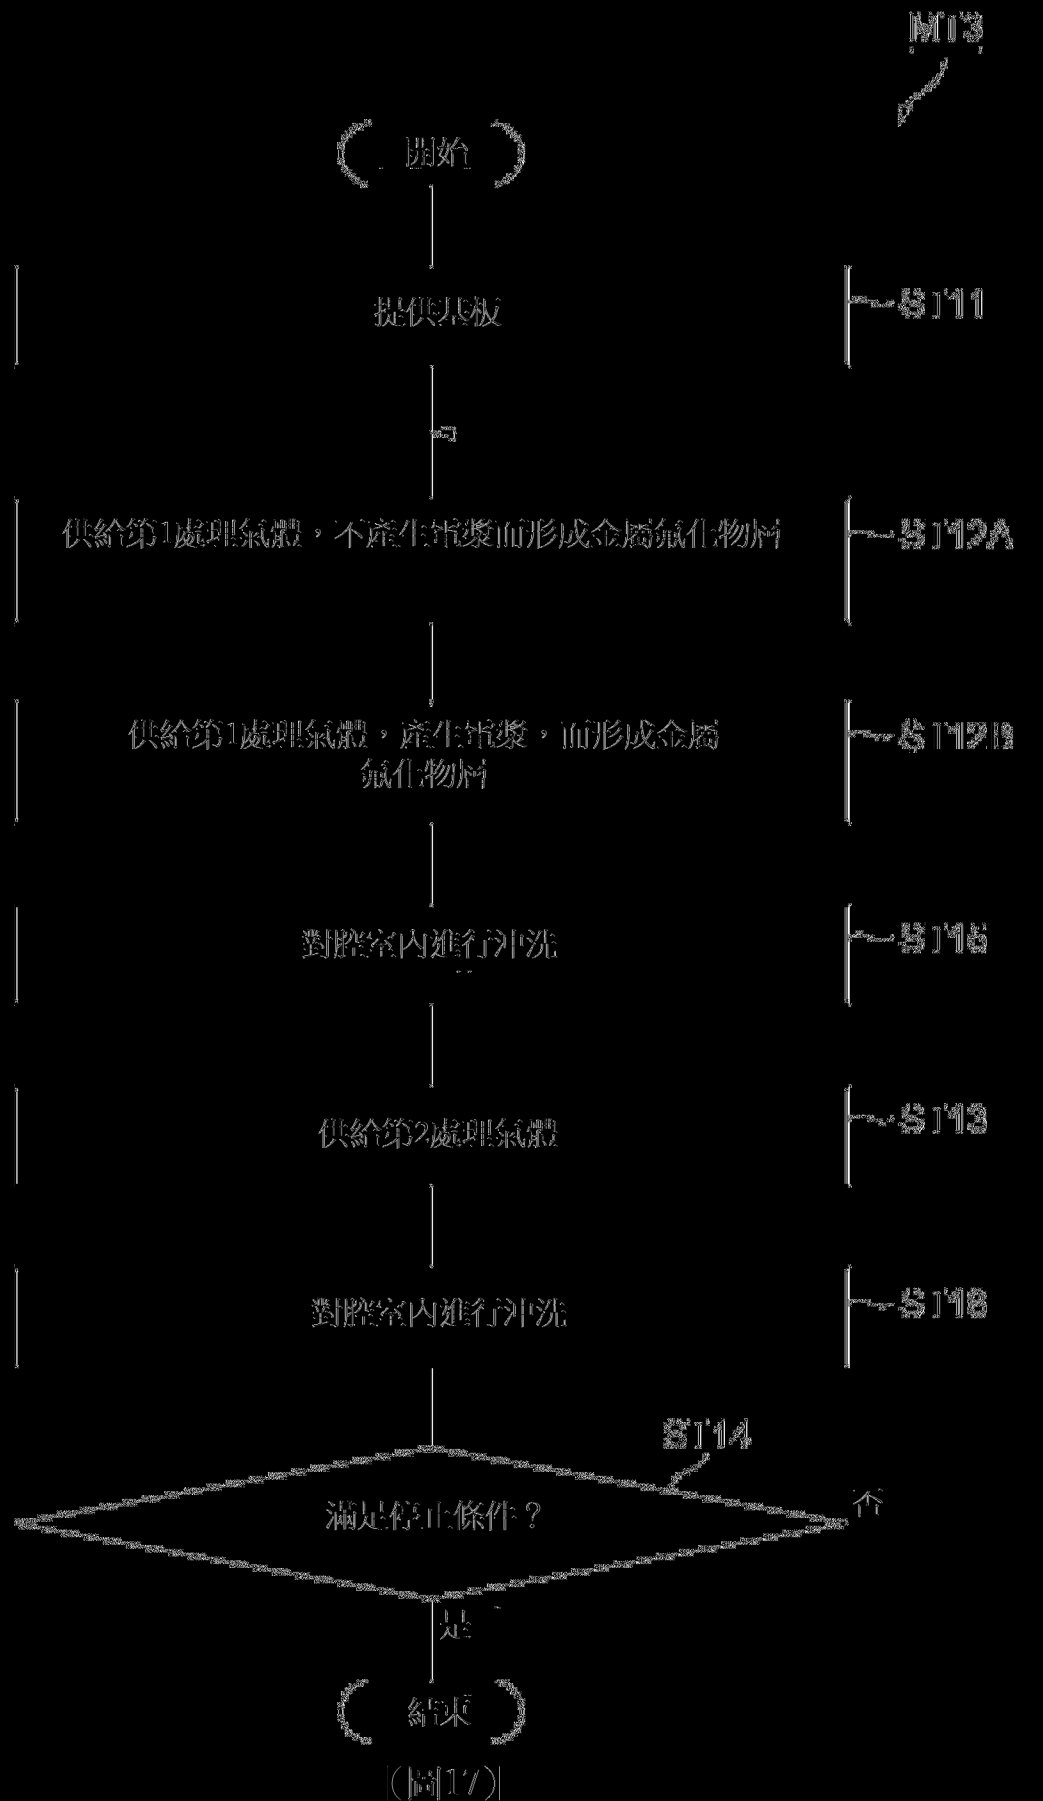 MT3
開始
提供基板
ST11
供給第1處理氣體，不產生電漿而形成金屬氟化物層
ST12A
供給第1處理氣體，產生電漿，而形成金屬
氟化物層
ST12B
對腔室內進行沖洗
ST15
供給第2處理氣體
ST13
對腔室內進行沖洗
ST16
ST14
滿足停止條件？
否
是
結束
(圖17)